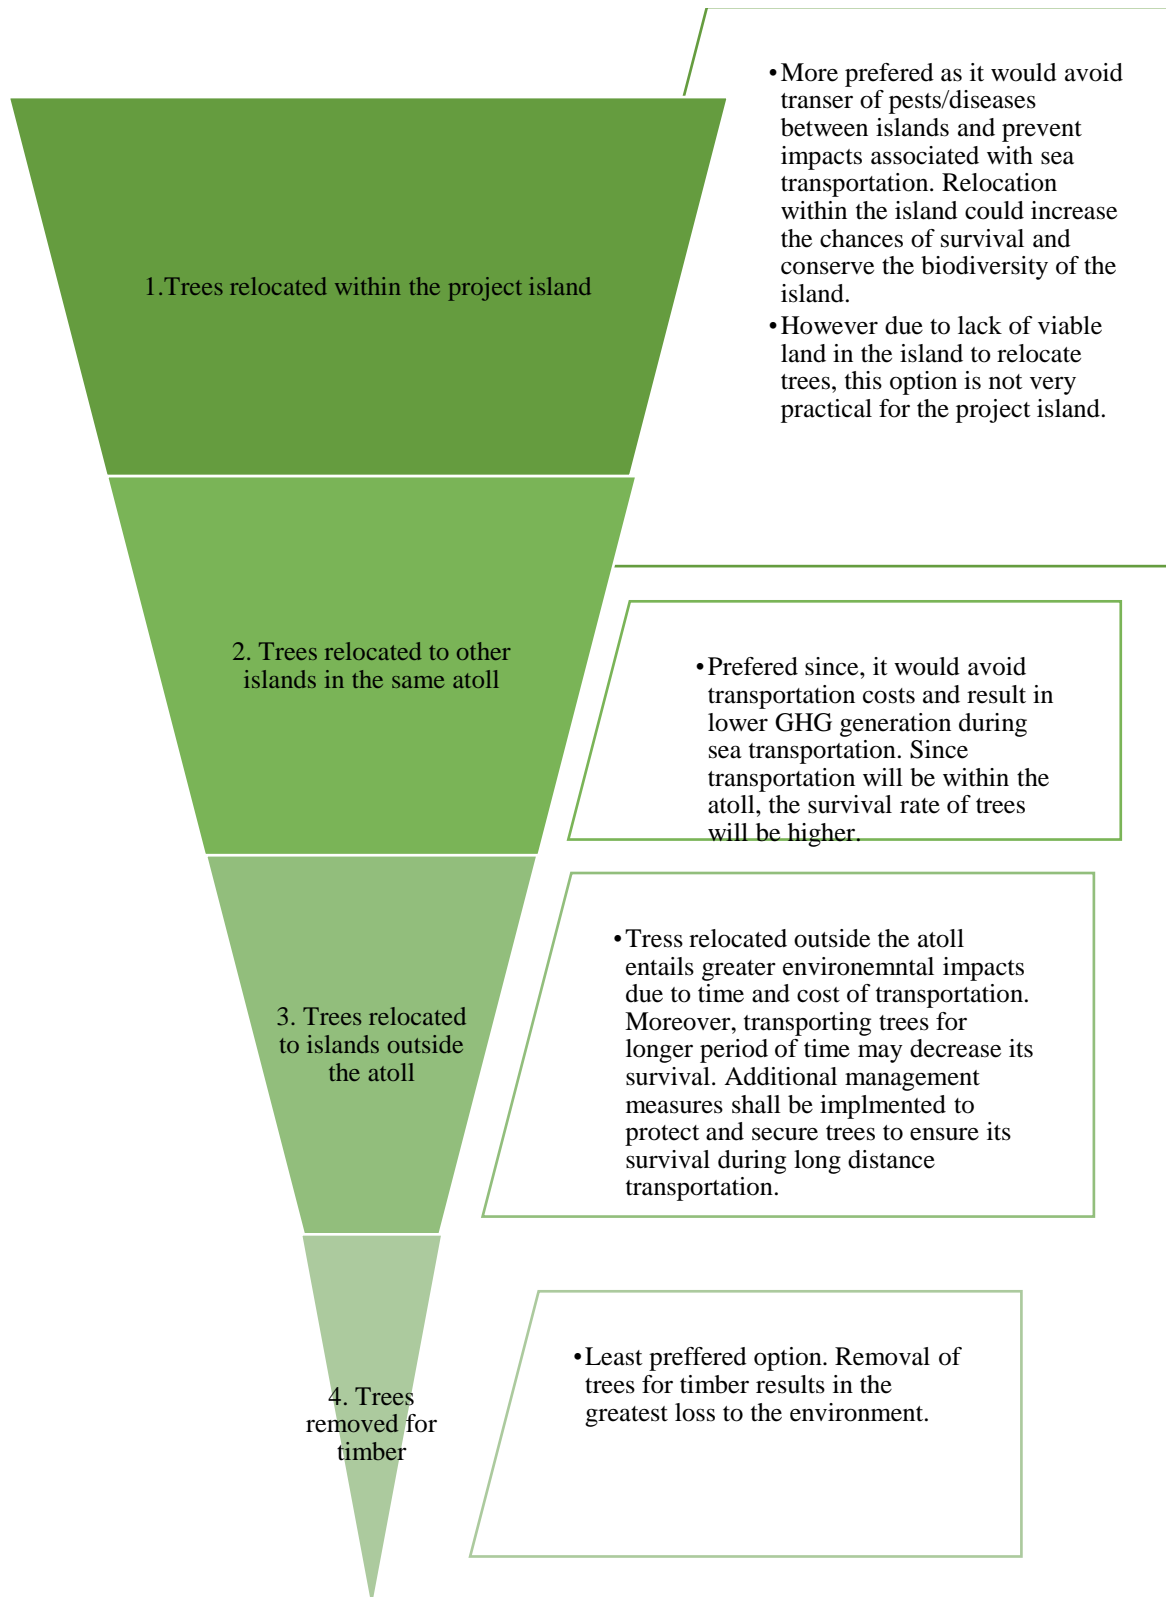 1.Trees relocated within the project island
•More prefered as it would avoid
transer of pests/diseases
between islands and prevent
impacts associated with sea
transportation. Relocation
within the island could increase
the chances of survival and
conserve the biodiversity of the
island.
•However due to lack of viable
land in the island to relocate
trees, this option is not very
practical for the project island.
2. Trees relocated to other
islands in the same atoll
•Prefered since, it would avoid
transportation costs and result in
lower GHG generation during
sea transportation. Since
transportation will be within the
atoll, the survival rate of trees
will be higher.
3. Trees relocated
to islands outside
the atoll
•Tress relocated outside the atoll
entails greater environemntal impacts
due to time and cost of transportation.
Moreover, transporting trees for
longer period of time may decrease its
survival. Additional management
measures shall be implmented to
protect and secure trees to ensure its
survival during long distance
transportation.
4. Trees
removed for
timber
•Least preffered option. Removal of
trees for timber results in the
greatest loss to the environment.